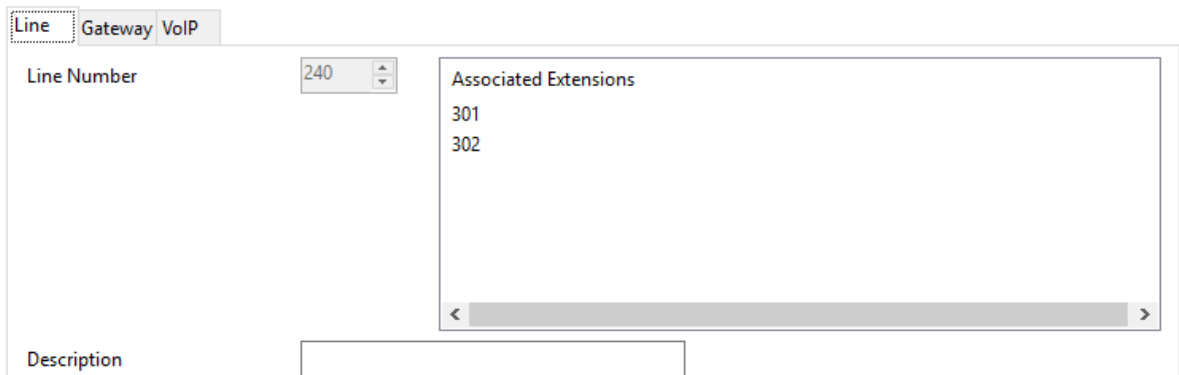 Line Gateway VoIP
Line Number 240 Associated Extensions
301
302
Description